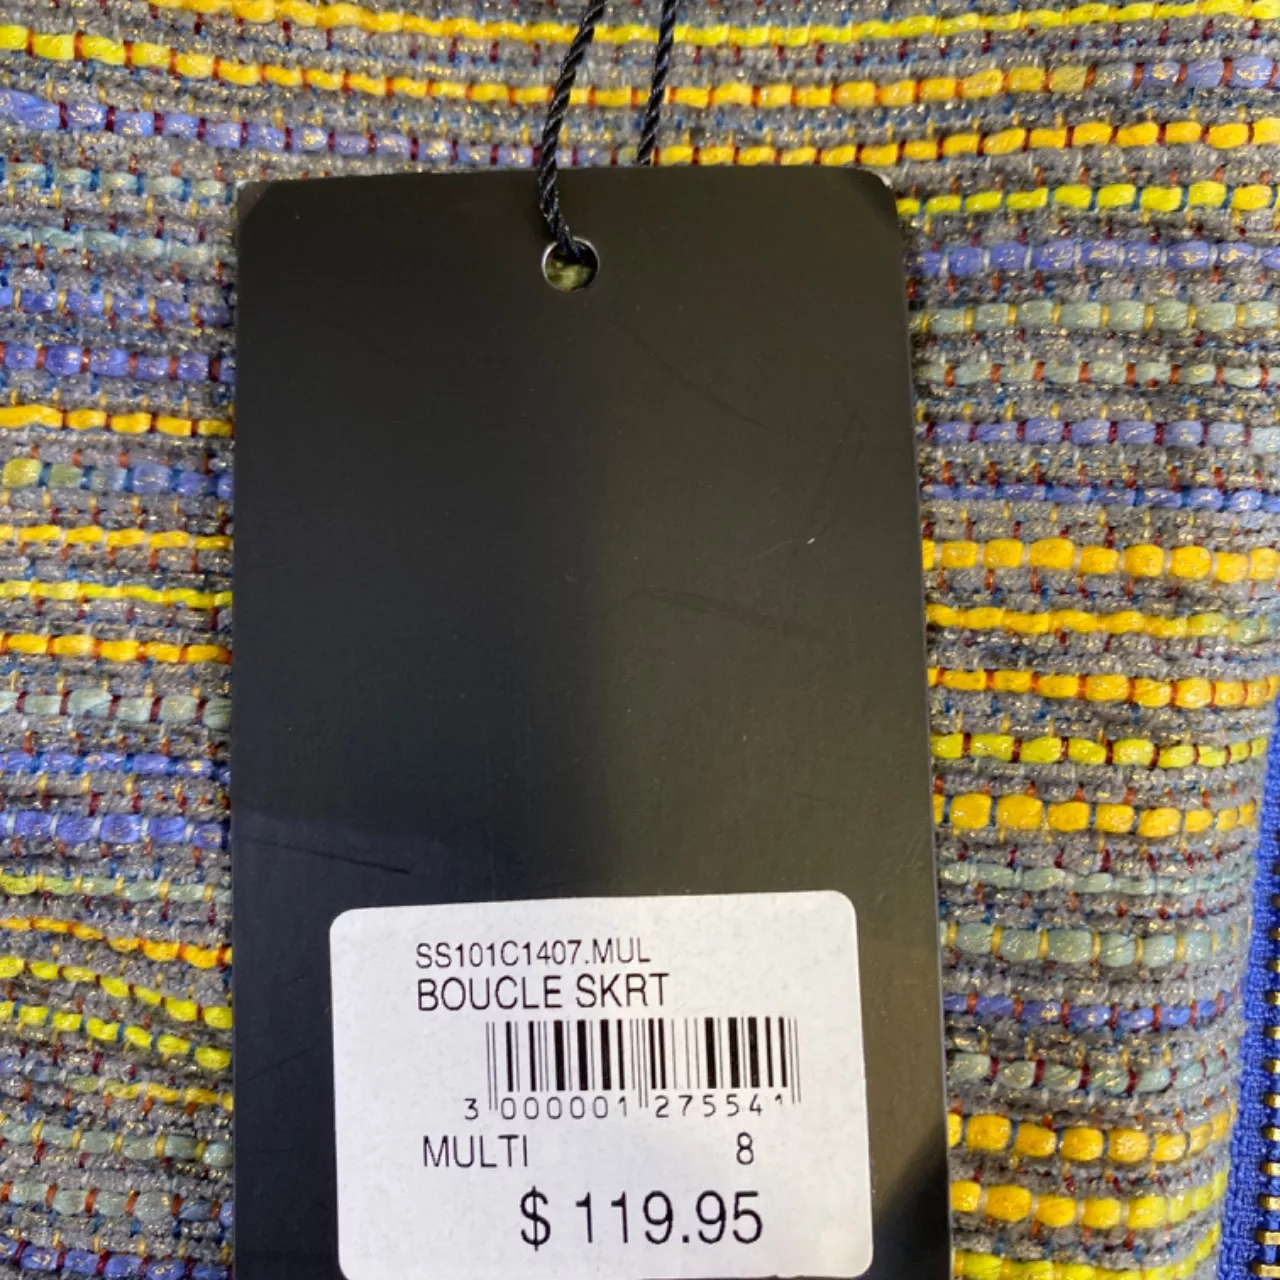 SS101C1407.MUL
BOUCLE SKRT
3 000001 275541
MULTI 8
$ 119.95